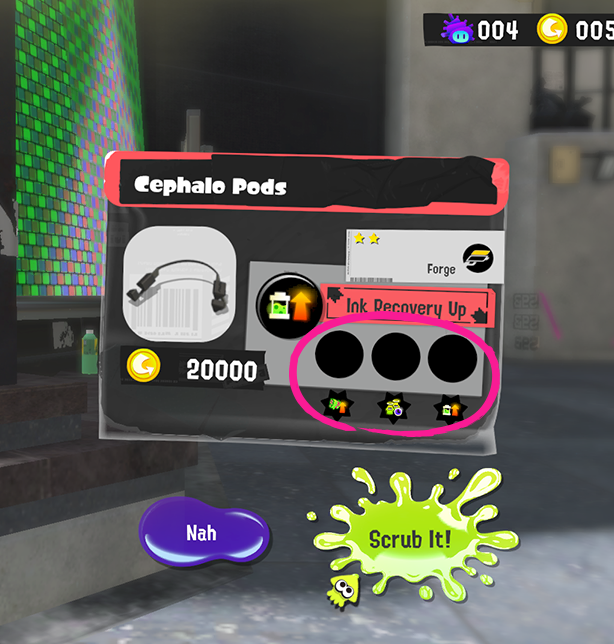 004 005
Cephalo Pods
Forge
Ink Recovery Up
20000
Nah
Scrub It!